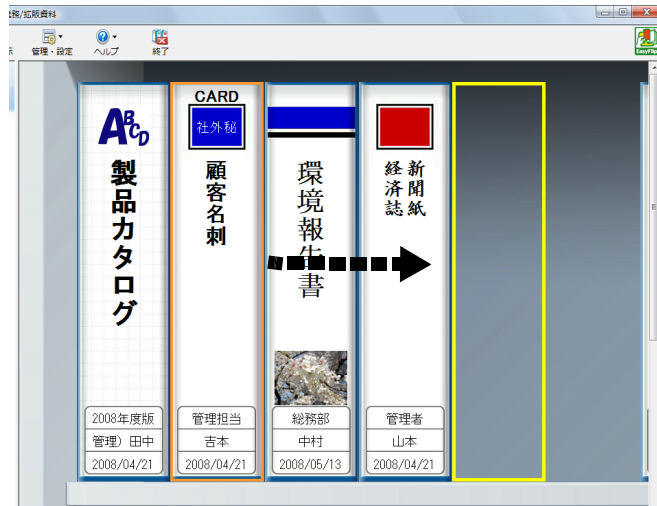 務/拡販資料
管理・設定
ヘルプ
終了
EasyFlip
ABCD
製品カタログ
2008年度版
管理）田中
2008/04/21
CARD
社外秘
顧客名刺
管理担当
吉本
2008/04/21
環境報告書
総務部
中村
2008/05/13
新聞紙
経済誌
管理者
山本
2008/04/21